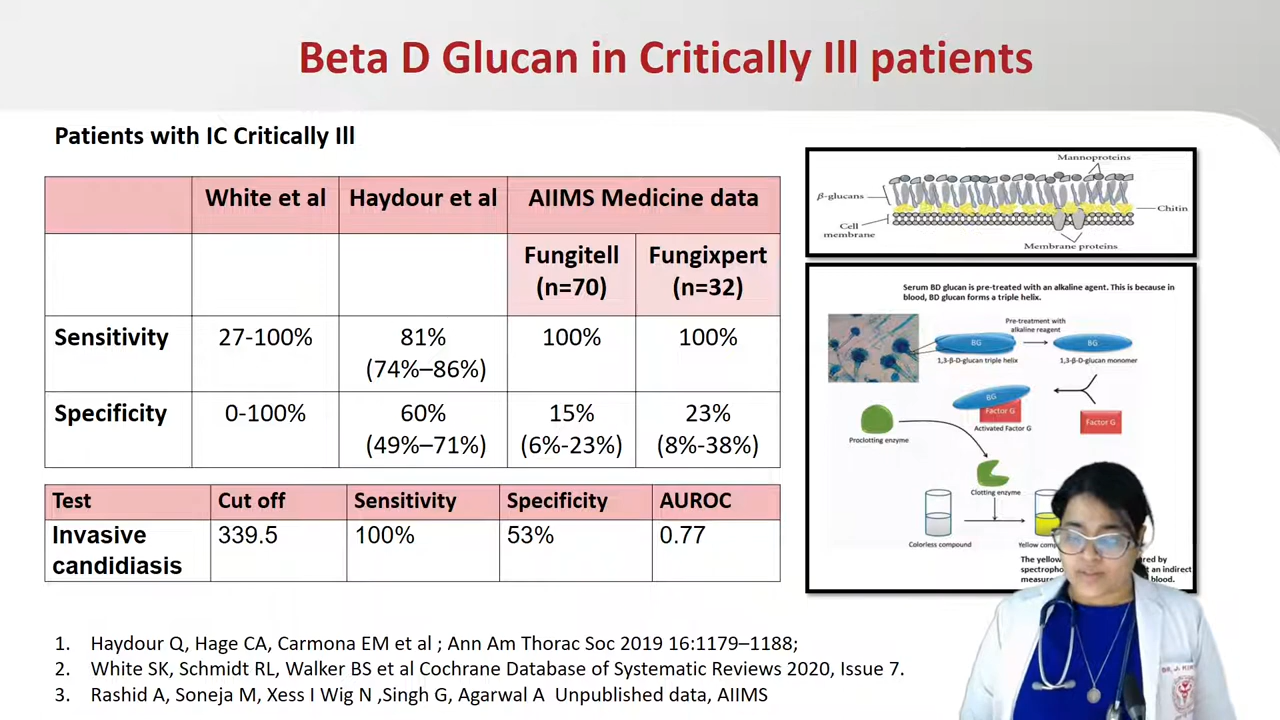 Beta D Glucan in Critically Ill patients
Patients with IC Critically Ill
White et al Haydour et al AIIMS Medicine data
Fungitell Fungixpert
(n=70) (n=32)
Sensitivity 27-100% 81% 100% 100%
(74%–86%)
Specificity 0-100% 60% 15% 23%
(49%–71%) (6%-23%) (8%-38%)
Test Cut off Sensitivity Specificity AUROC
Invasive 339.5 100% 53% 0.77
candidiasis
Mannoproteins
β-glucans
Chitin
Cell
membrane
Membrane proteins
Serum BD glucan is pre-treated with an alkaline agent. This is because in
blood, BD glucan forms a triple helix.
Pre-treatment with
alkaline reagent
BG BG
1,3-β-D-glucan triple helix 1,3-β-D-glucan monomer
BG
Factor G
Activated Factor G
Factor G
Proclotting enzyme
Clotting enzyme
Colorless compound Yellow
The yellow by
an indirect
blood.
1. Haydour Q, Hage CA, Carmona EM et al ; Ann Am Thorac Soc 2019 16:1179–1188;
2. White SK, Schmidt RL, Walker BS et al Cochrane Database of Systematic Reviews 2020, Issue 7.
3. Rashid A, Soneja M, Xess I Wig N ,Singh G, Agarwal A Unpublished data, AIIMS